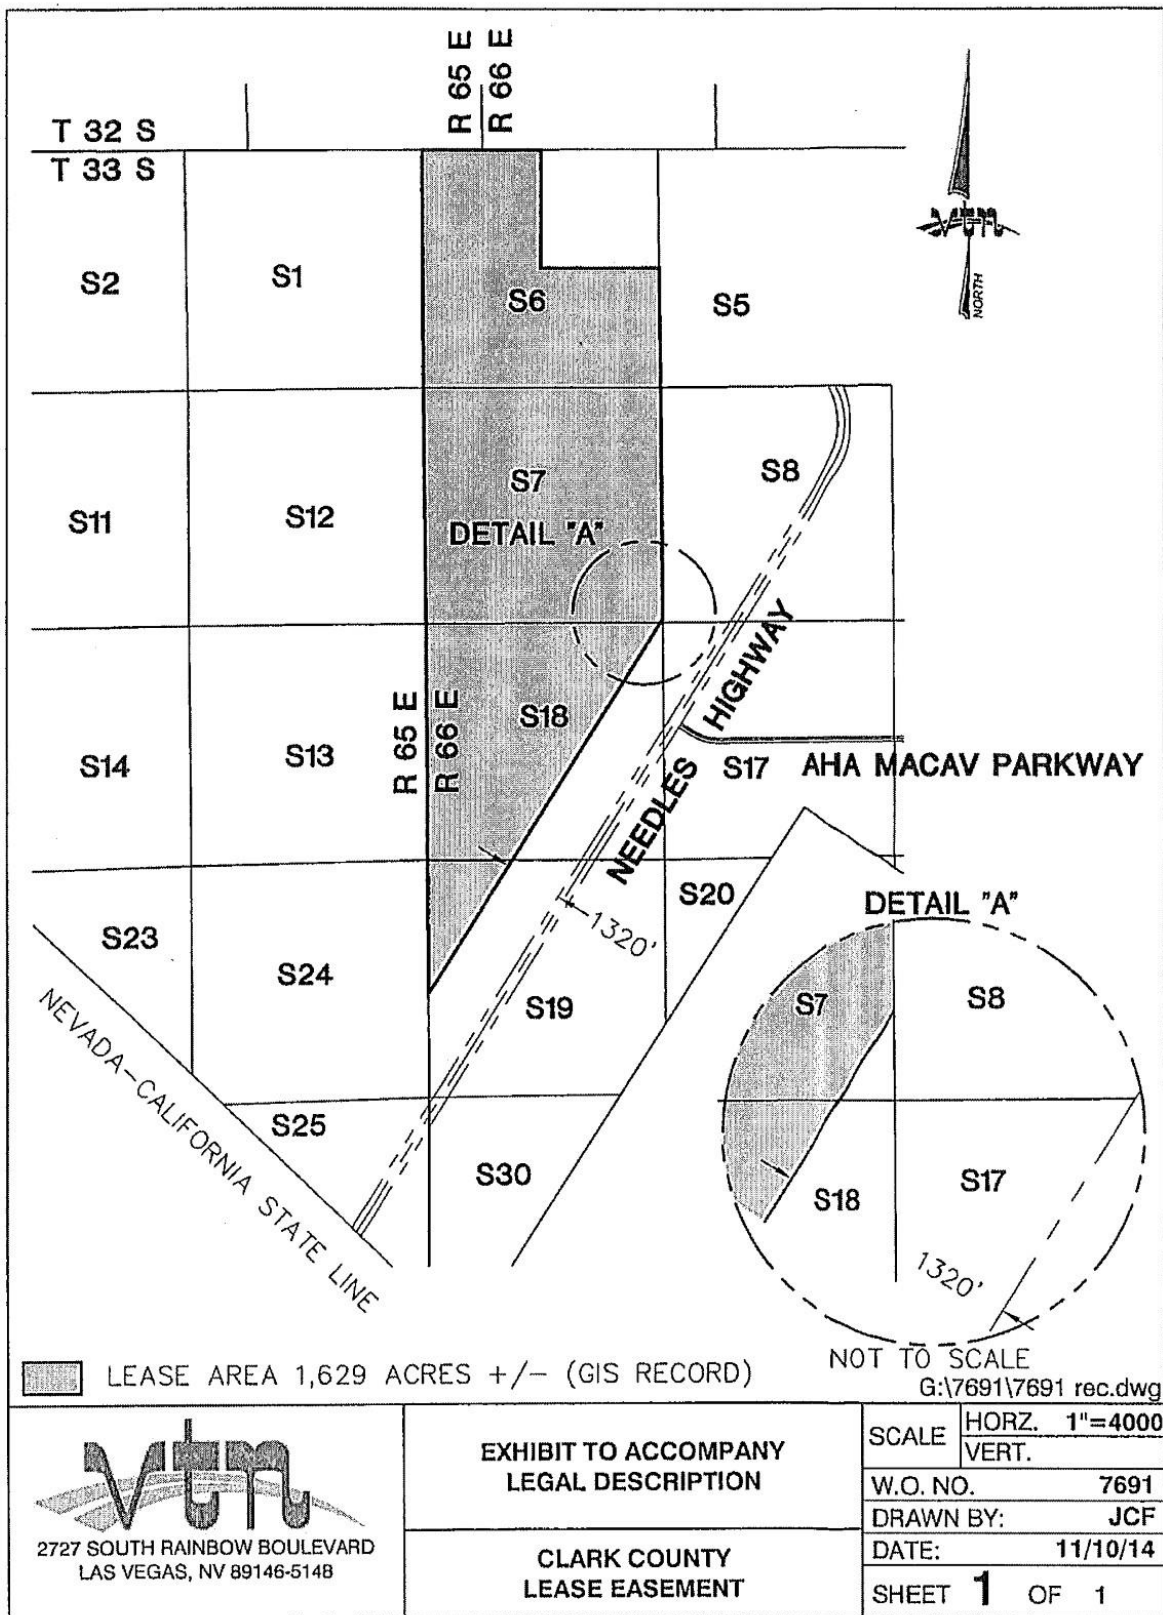 R 65 E
R 66 E
T 32 S
T 33 S
vtn
NORTH
S2
S1
S6
S5
S11
S12
S7
S8
DETAIL "A"
R 65 E
R 66 E
S14
S13
S18
NEEDLES HIGHWAY
S17
AHA MACAV PARKWAY
S23
S24
S20
1320'
S19
NEVADA-CALIFORNIA STATE LINE
S25
S30
DETAIL "A"
S7
S8
S18
S17
1320'
NOT TO SCALE
LEASE AREA 1,629 ACRES +/- (GIS RECORD)
G:\7691\7691 rec.dwg
vtn
2727 SOUTH RAINBOW BOULEVARD
LAS VEGAS, NV 89146-5148
EXHIBIT TO ACCOMPANY
LEGAL DESCRIPTION
CLARK COUNTY
LEASE EASEMENT
SCALE HORZ. 1"=4000
VERT.
W.O. NO. 7691
DRAWN BY: JCF
DATE: 11/10/14
SHEET 1 OF 1